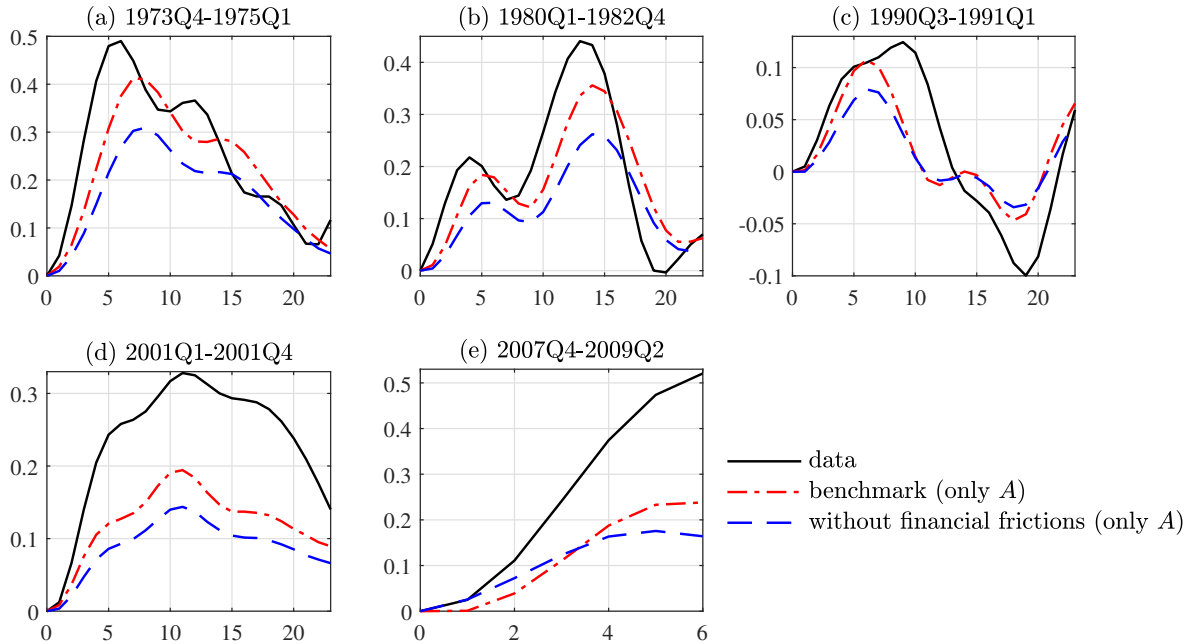 (a) 1973Q4-1975Q1
0.5
0.4
0.3
0.2
0.1
0
0 5 10 15 20
(b) 1980Q1-1982Q4
0.4
0.3
0.2
0.1
0
0 5 10 15 20
(c) 1990Q3-1991Q1
0.1
0.05
0
-0.05
-0.1
0 5 10 15 20
(d) 2001Q1-2001Q4
0.3
0.2
0.1
0
0 5 10 15 20
(e) 2007Q4-2009Q2
0.5
0.4
0.3
0.2
0.1
0
0 2 4 6
data
benchmark (only A)
without financial frictions (only A)